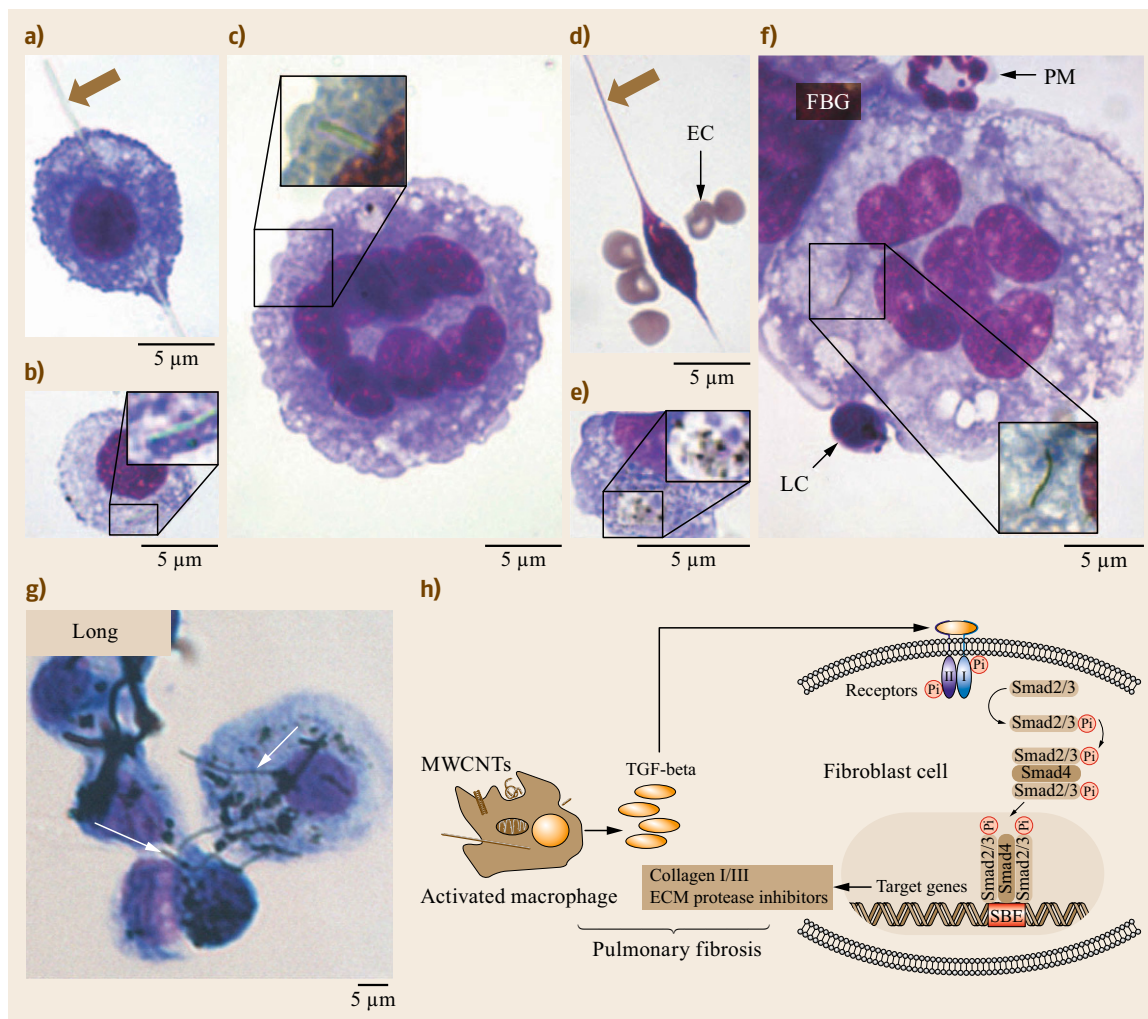 a)
c)
d)
f)
PM
FBG
EC
5 µm
b)
e)
5 µm
LC
5 µm
5 µm
5 µm
5 µm
g)
Long
5 µm
h)
Receptors
II
I
Pi
Pi
Smad2/3
Smad2/3 Pi
Smad2/3 Pi
Smad4
Smad2/3 Pi
Fibroblast cell
MWCNTs
TGF-beta
Activated macrophage
Collagen I/III
ECM protease inhibitors
Target genes
Smad2/3 Pi
Smad4
Smad2/3 Pi
SBE
Pulmonary fibrosis